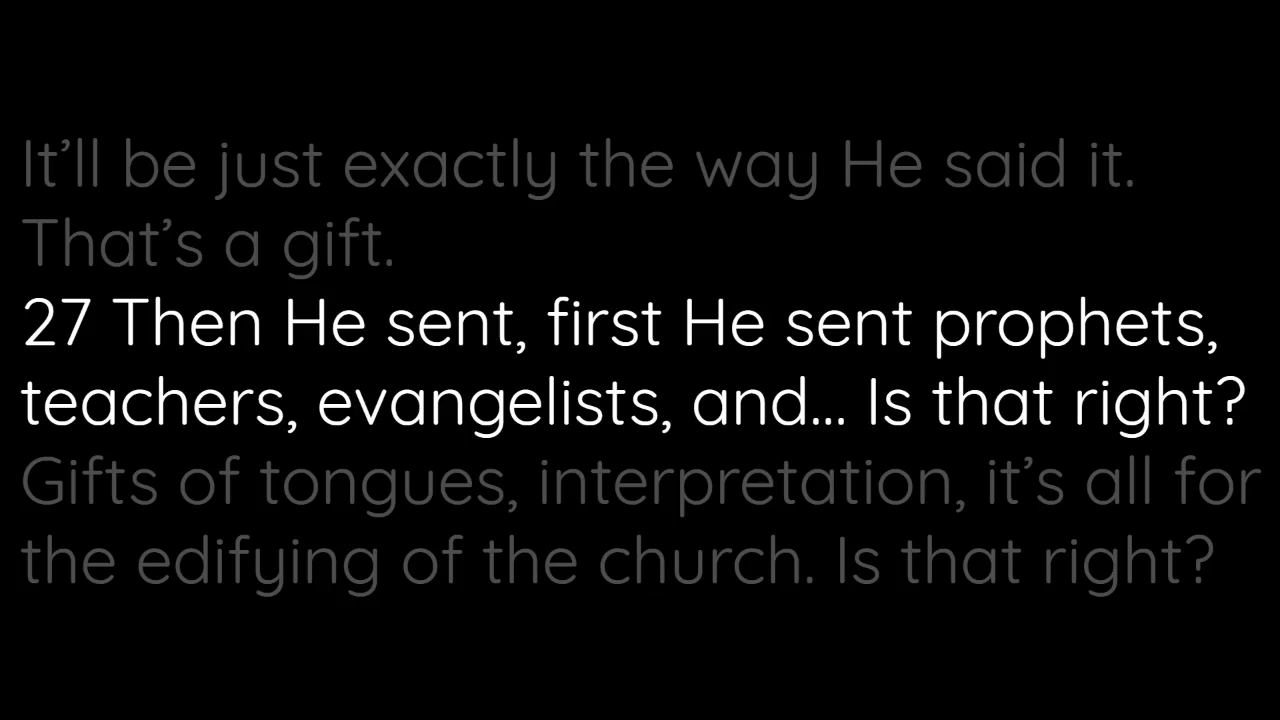 It’ll be just exactly the way He said it.
That’s a gift.
27 Then He sent, first He sent prophets,
teachers, evangelists, and... Is that right?
Gifts of tongues, interpretation, it’s all for
the edifying of the church. Is that right?